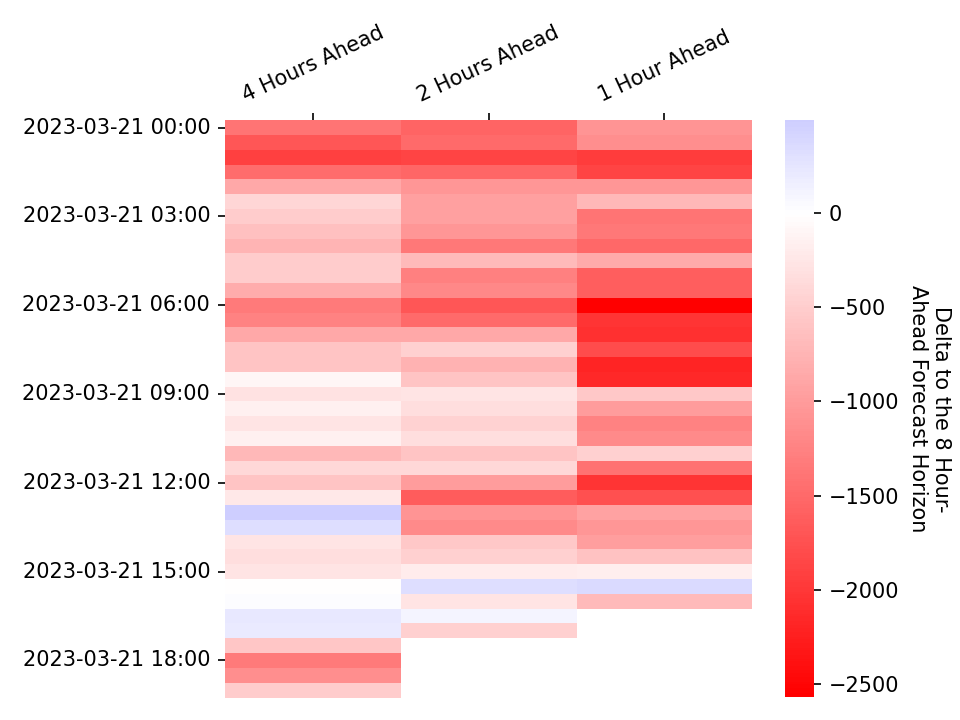 4 Hours Ahead
2 Hours Ahead
1 Hour Ahead
2023-03-21 00:00
2023-03-21 03:00
2023-03-21 06:00
2023-03-21 09:00
2023-03-21 12:00
2023-03-21 15:00
2023-03-21 18:00
0
−500
−1000
−1500
−2000
−2500
Delta to the 8 Hour-
Ahead Forecast Horizon